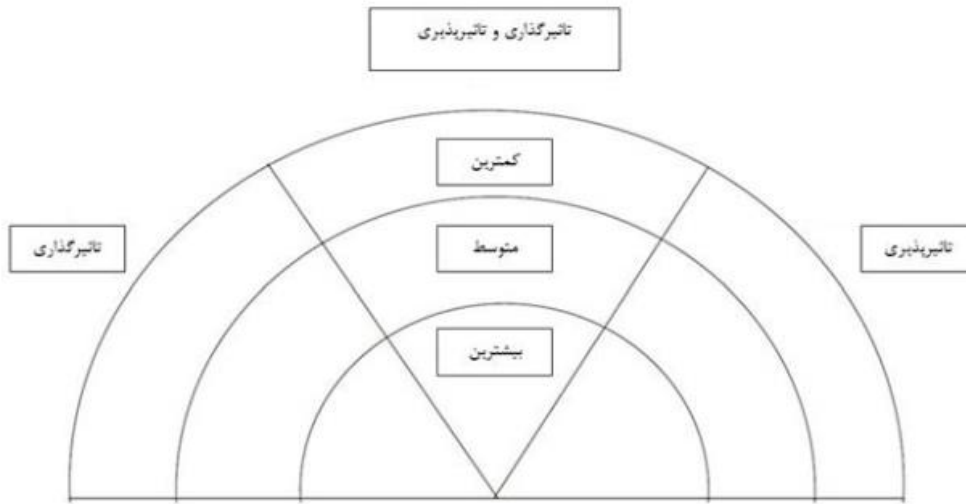 تاثیرگذاری و تاثیرپذیری
کمترین
تاثیرپذیری
متوسط
تاثیرگذاری
بیشترین